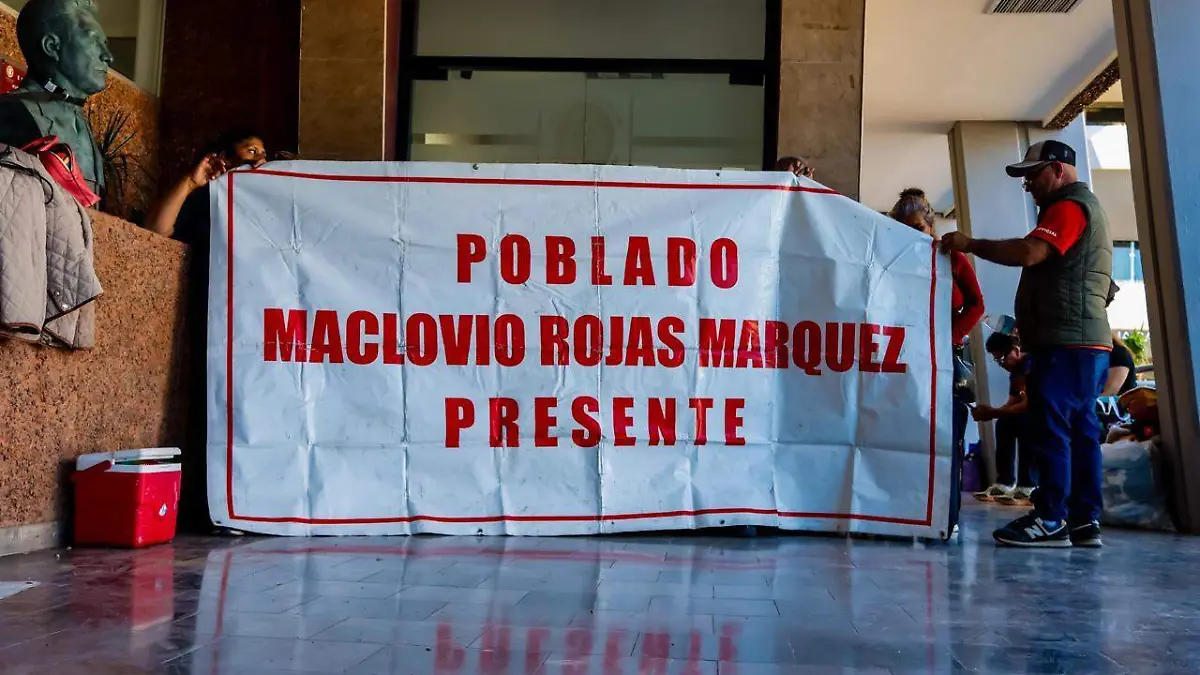 POBLADO
MACLOVIO ROJAS MARQUEZ
PRESENTE